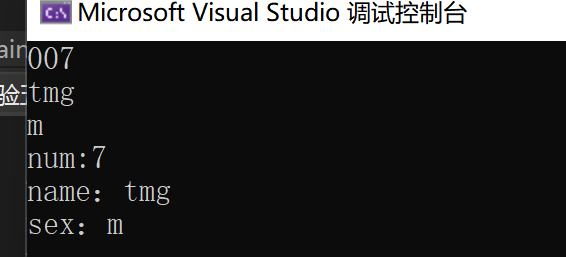 Microsoft Visual Studio 调试控制台
007
tmg
m
num:7
name：tmg
sex：m